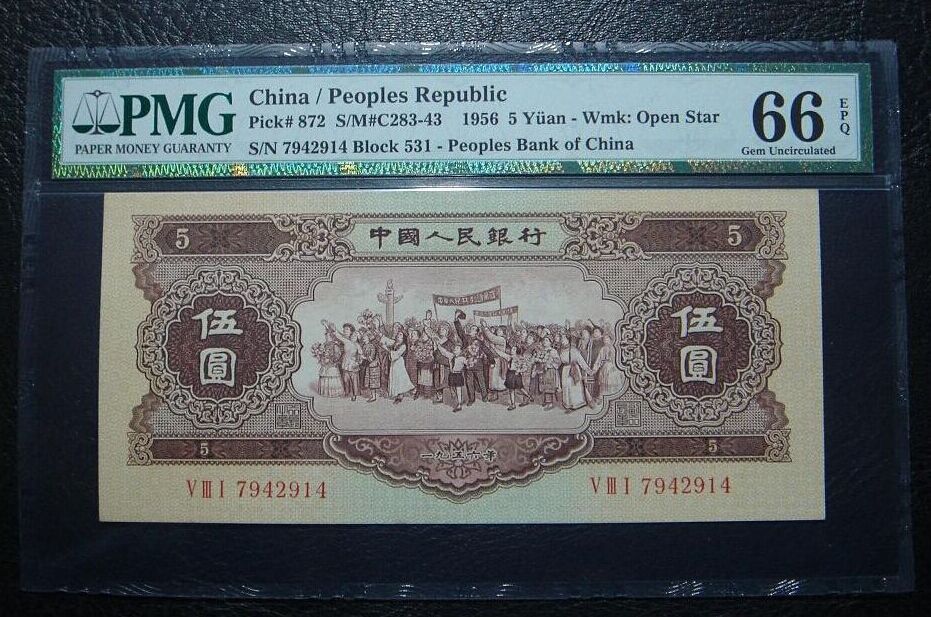 PMG
PAPER MONEY GUARANTY
China / Peoples Republic
Pick# 872 S/M#C283-43 1956 5 Yüan - Wmk: Open Star
S/N 7942914 Block 531 - Peoples Bank of China
66 EPQ
Gem Uncirculated
5 中國人民銀行 5
伍圓 伍圓
5 一九五六年 5
V III I 7942914 V III I 7942914